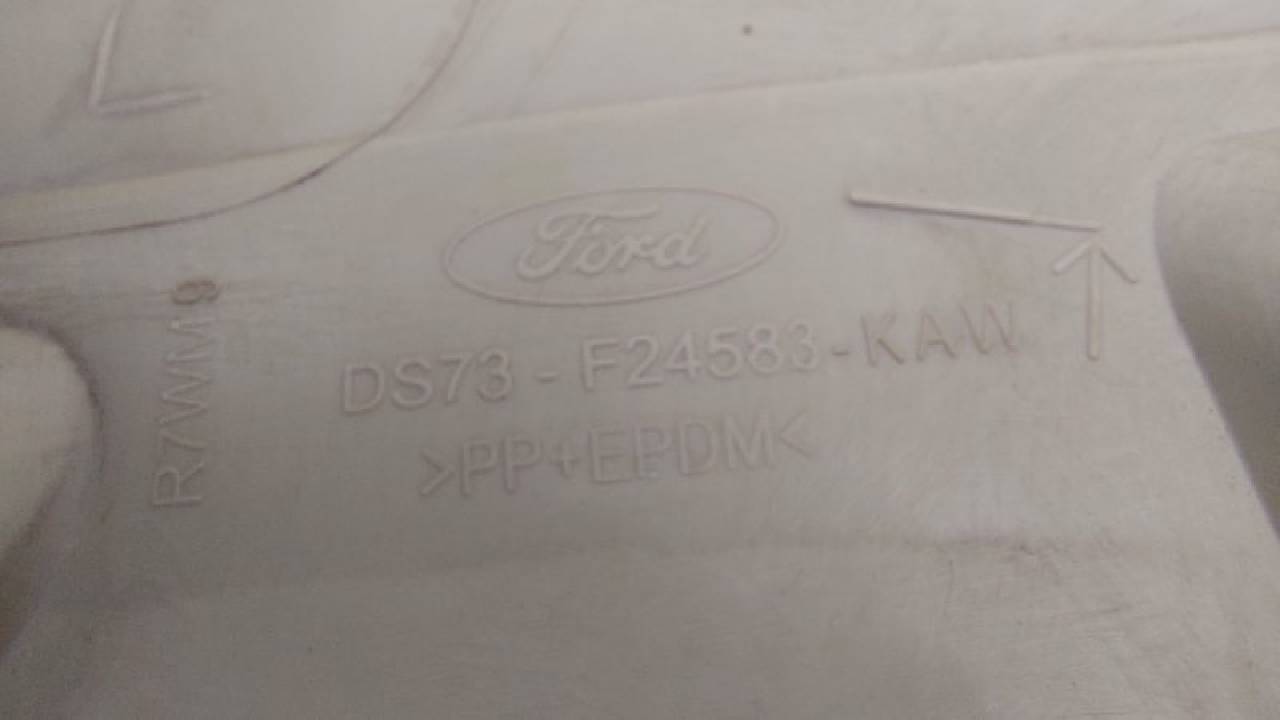 Ford
DS73 - F24583-KAW
>PP+EPDM<
R7WM9